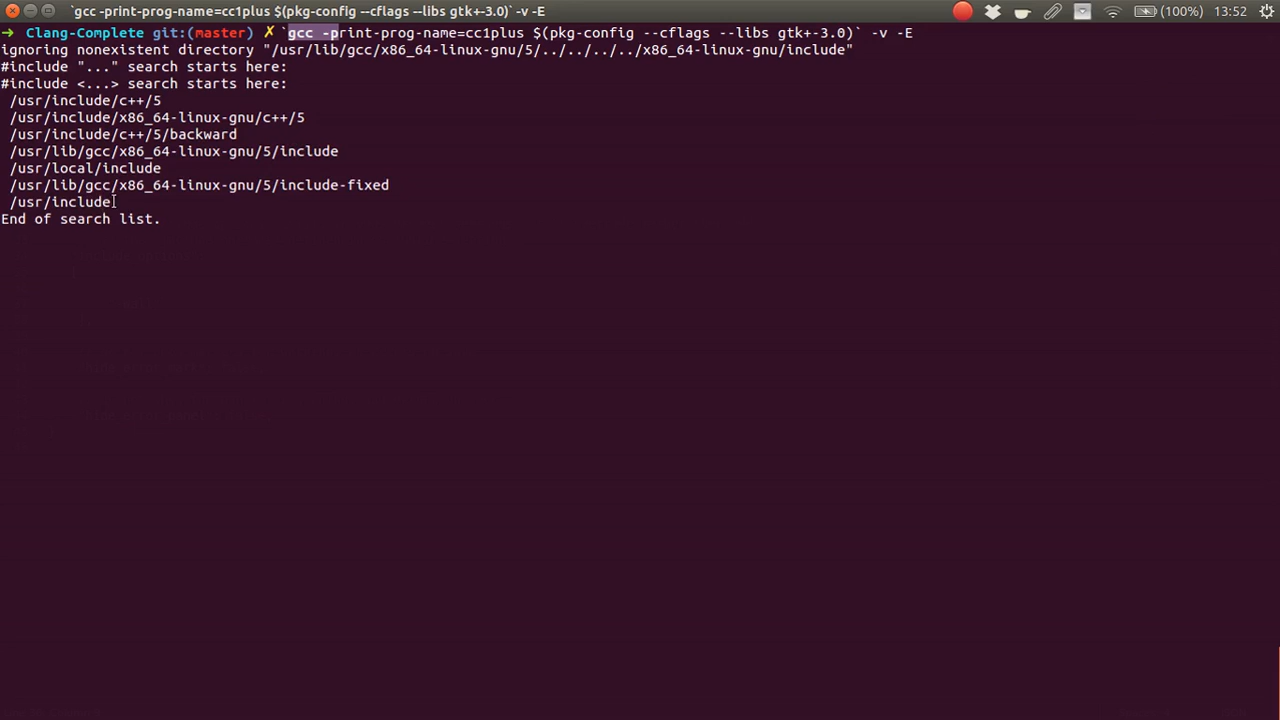 `gcc -print-prog-name=cc1plus $(pkg-config --cflags --libs gtk+-3.0)` -v -E
(100%) 13:52
➜ Clang-Complete git:(master) ✗ `gcc -print-prog-name=cc1plus $(pkg-config --cflags --libs gtk+-3.0)` -v -E
ignoring nonexistent directory "/usr/lib/gcc/x86_64-linux-gnu/5/../../../../x86_64-linux-gnu/include"
#include "..." search starts here:
#include <...> search starts here:
/usr/include/c++/5
/usr/include/x86_64-linux-gnu/c++/5
/usr/include/c++/5/backward
/usr/lib/gcc/x86_64-linux-gnu/5/include
/usr/local/include
/usr/lib/gcc/x86_64-linux-gnu/5/include-fixed
/usr/include
End of search list.